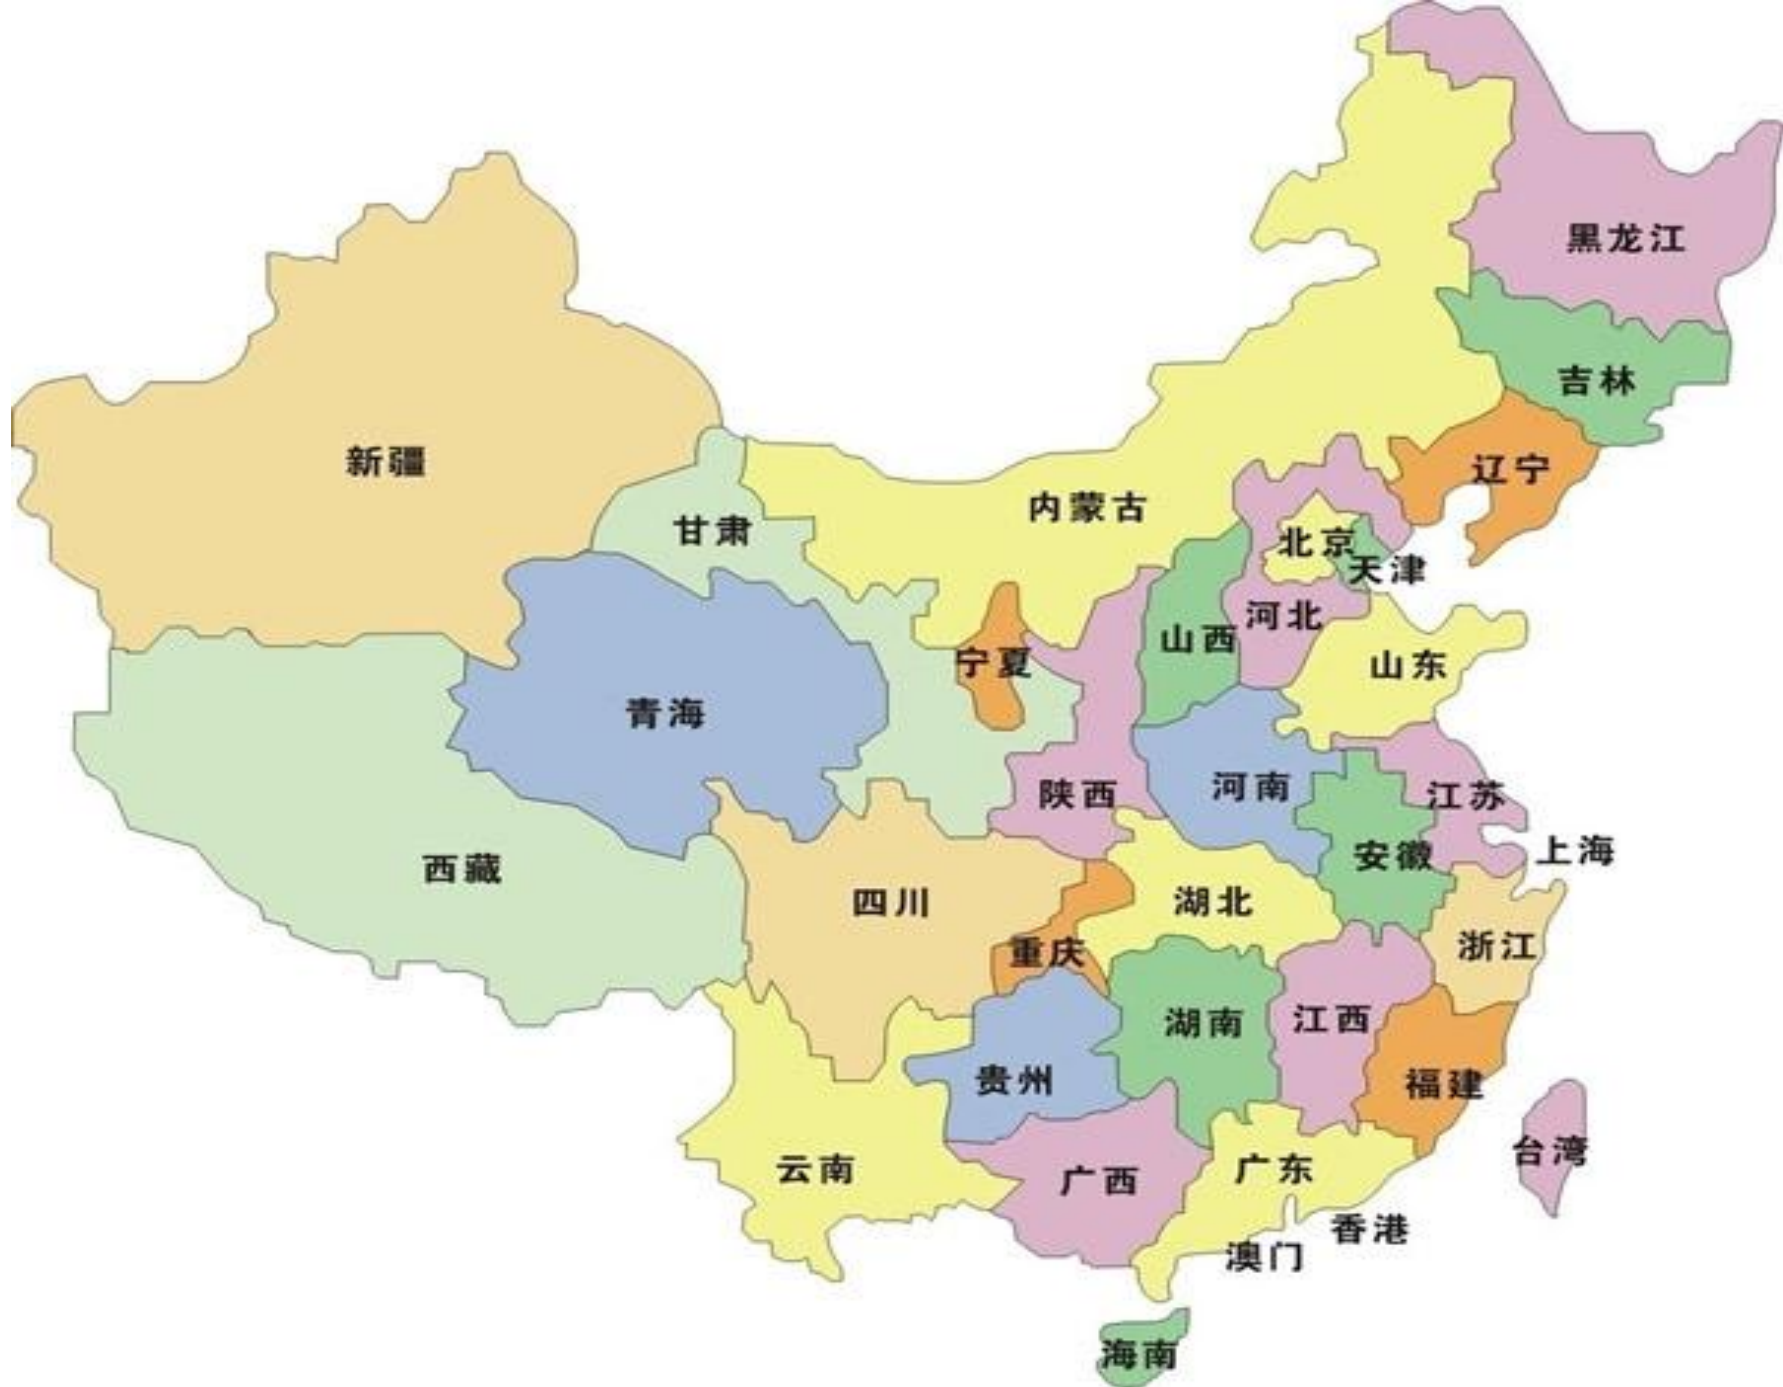 黑龙江
吉林
辽宁
新疆
甘肃
内蒙古
北京
天津
河北
山西
宁夏
山东
青海
陕西
河南
江苏
上海
安徽
西藏
四川
湖北
重庆
浙江
湖南
江西
贵州
福建
云南
广西
广东
台湾
香港
澳门
海南